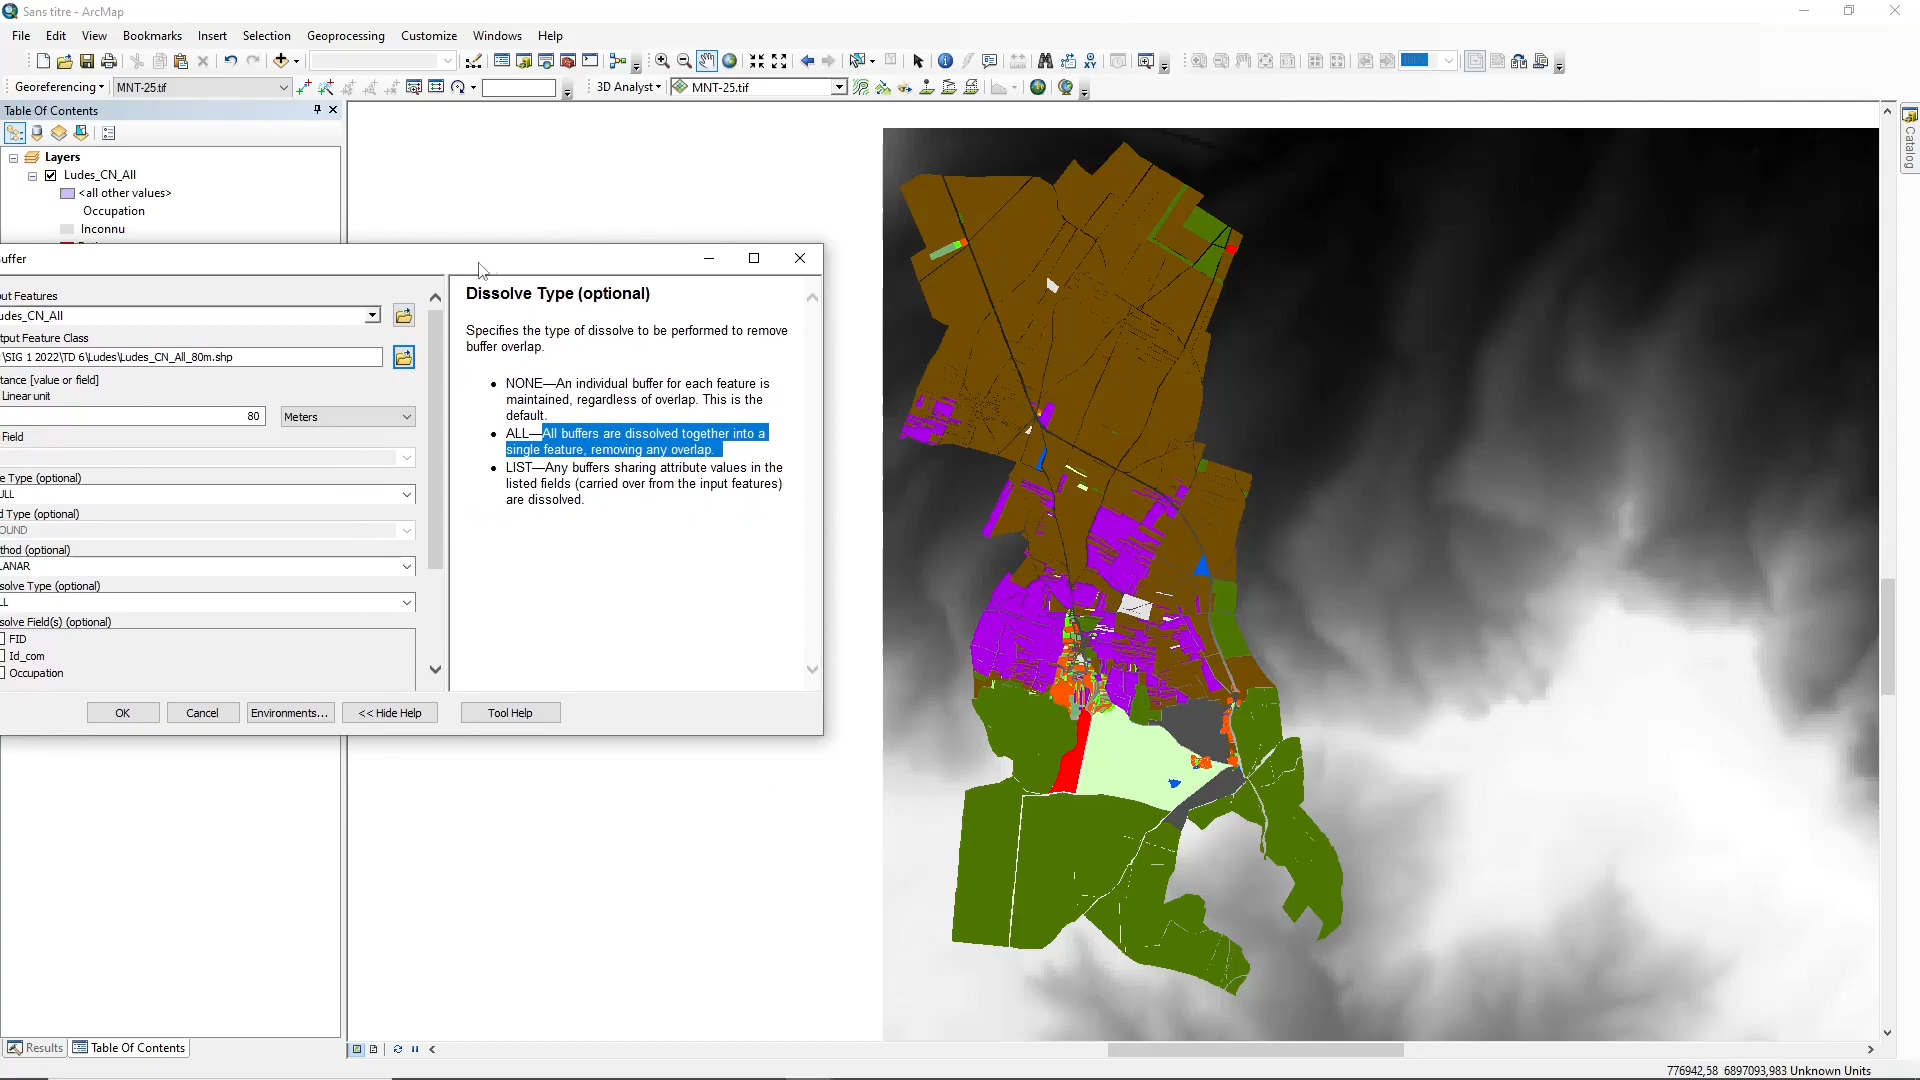 Sans titre - ArcMap
File Edit View Bookmarks Insert Selection Geoprocessing Customize Windows Help
Georeferencing MNT-25.tif 3D Analyst MNT-25.tif
Table Of Contents
Catalog
Layers
Ludes_CN_All
<all other values>
Occupation
Inconnu
uffer
ut Features
udes_CN_All
tput Feature Class
:\SIG 1 2022\TD 6\Ludes\Ludes_CN_All_80m.shp
tance [value or field]
Linear unit
80 Meters
Field
e Type (optional)
ULL
d Type (optional)
OUND
thod (optional)
LANAR
solve Type (optional)
LL
solve Field(s) (optional)
FID
Id_com
Occupation
Dissolve Type (optional)
Specifies the type of dissolve to be performed to remove
buffer overlap.
• NONE—An individual buffer for each feature is
maintained, regardless of overlap. This is the
default.
• ALL—All buffers are dissolved together into a
single feature, removing any overlap.
• LIST—Any buffers sharing attribute values in the
listed fields (carried over from the input features)
are dissolved.
OK Cancel Environments... << Hide Help Tool Help
Results Table Of Contents
776942,58 6897093,983 Unknown Units